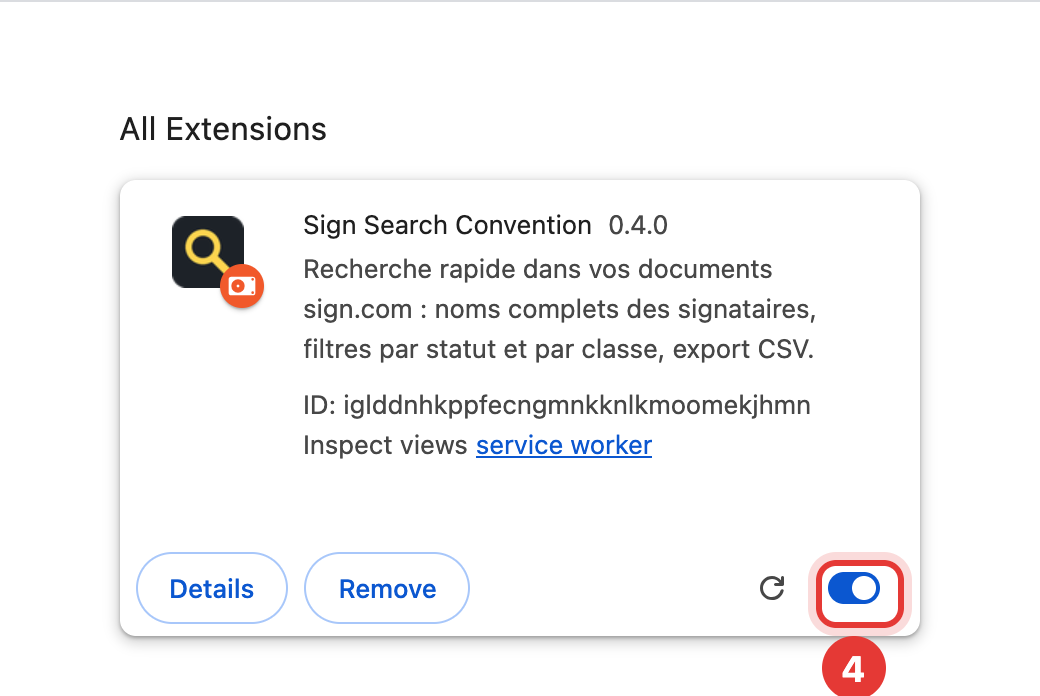 All Extensions
Sign Search Convention 0.4.0
Recherche rapide dans vos documents
sign.com : noms complets des signataires,
filtres par statut et par classe, export CSV.
ID: iglddnhkppfecngmnkknlkmoomekjhmn
Inspect views service worker
Details
Remove
4